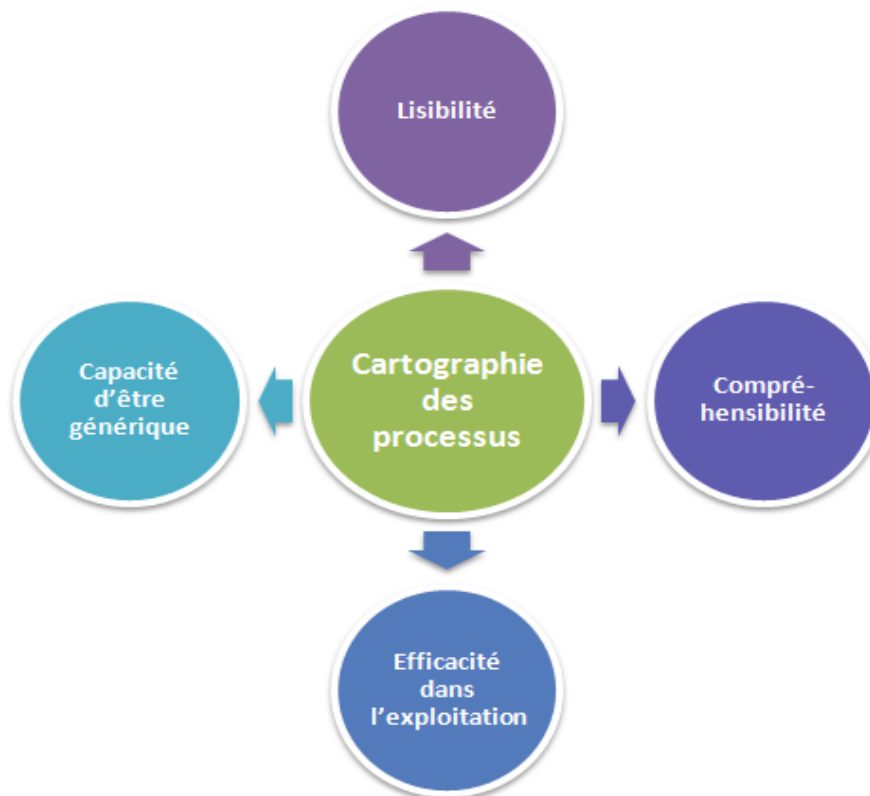 Lisibilité
Capacité
d'être
générique
Cartographie
des
processus
Compré-
hensibilité
Efficacité
dans
l'exploitation